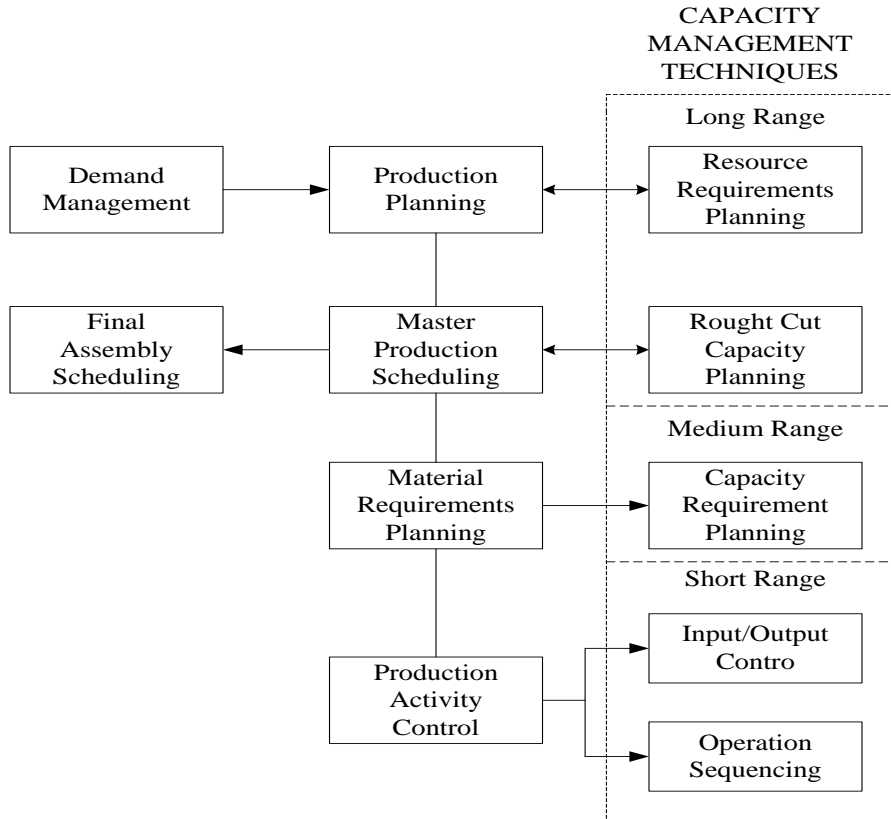 CAPACITY
MANAGEMENT
TECHNIQUES
Long Range
Demand
Management
Production
Planning
Resource
Requirements
Planning
Final
Assembly
Scheduling
Master
Production
Scheduling
Rought Cut
Capacity
Planning
Medium Range
Material
Requirements
Planning
Capacity
Requirement
Planning
Short Range
Input/Output
Contro
Production
Activity
Control
Operation
Sequencing